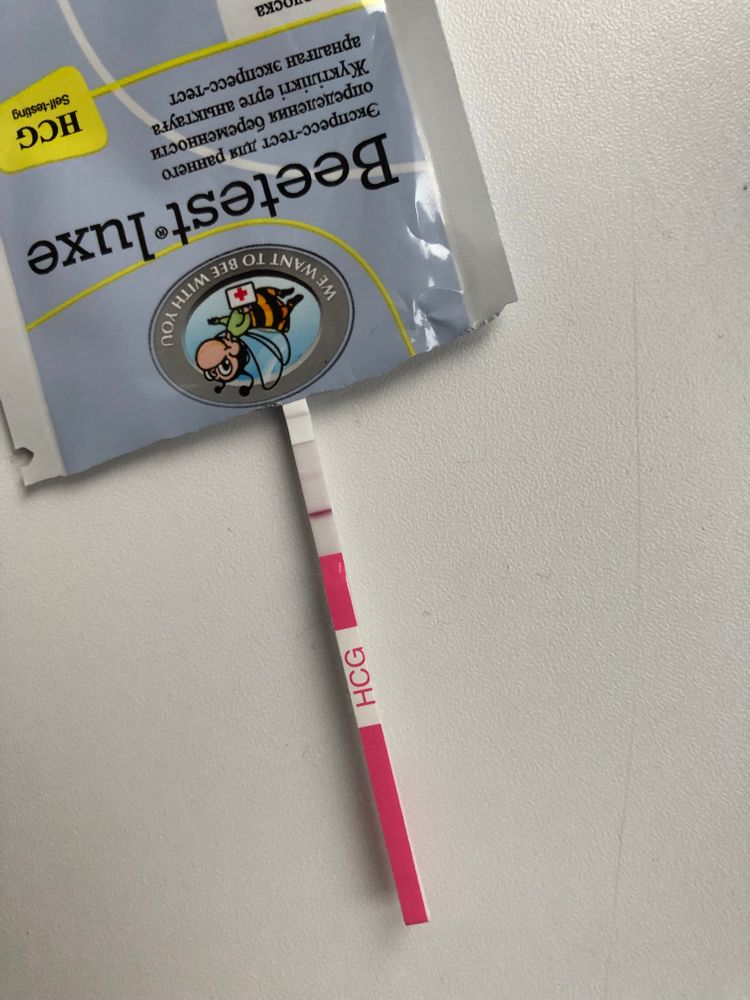 WE WANT TO BEE WITH YOU
Beetest® luxe
Экспресс-тест для раннего
определения беременности
Жүктілікті ерте анықтауға
арналған экспресс-тест
HCG
Self-testing
HCG